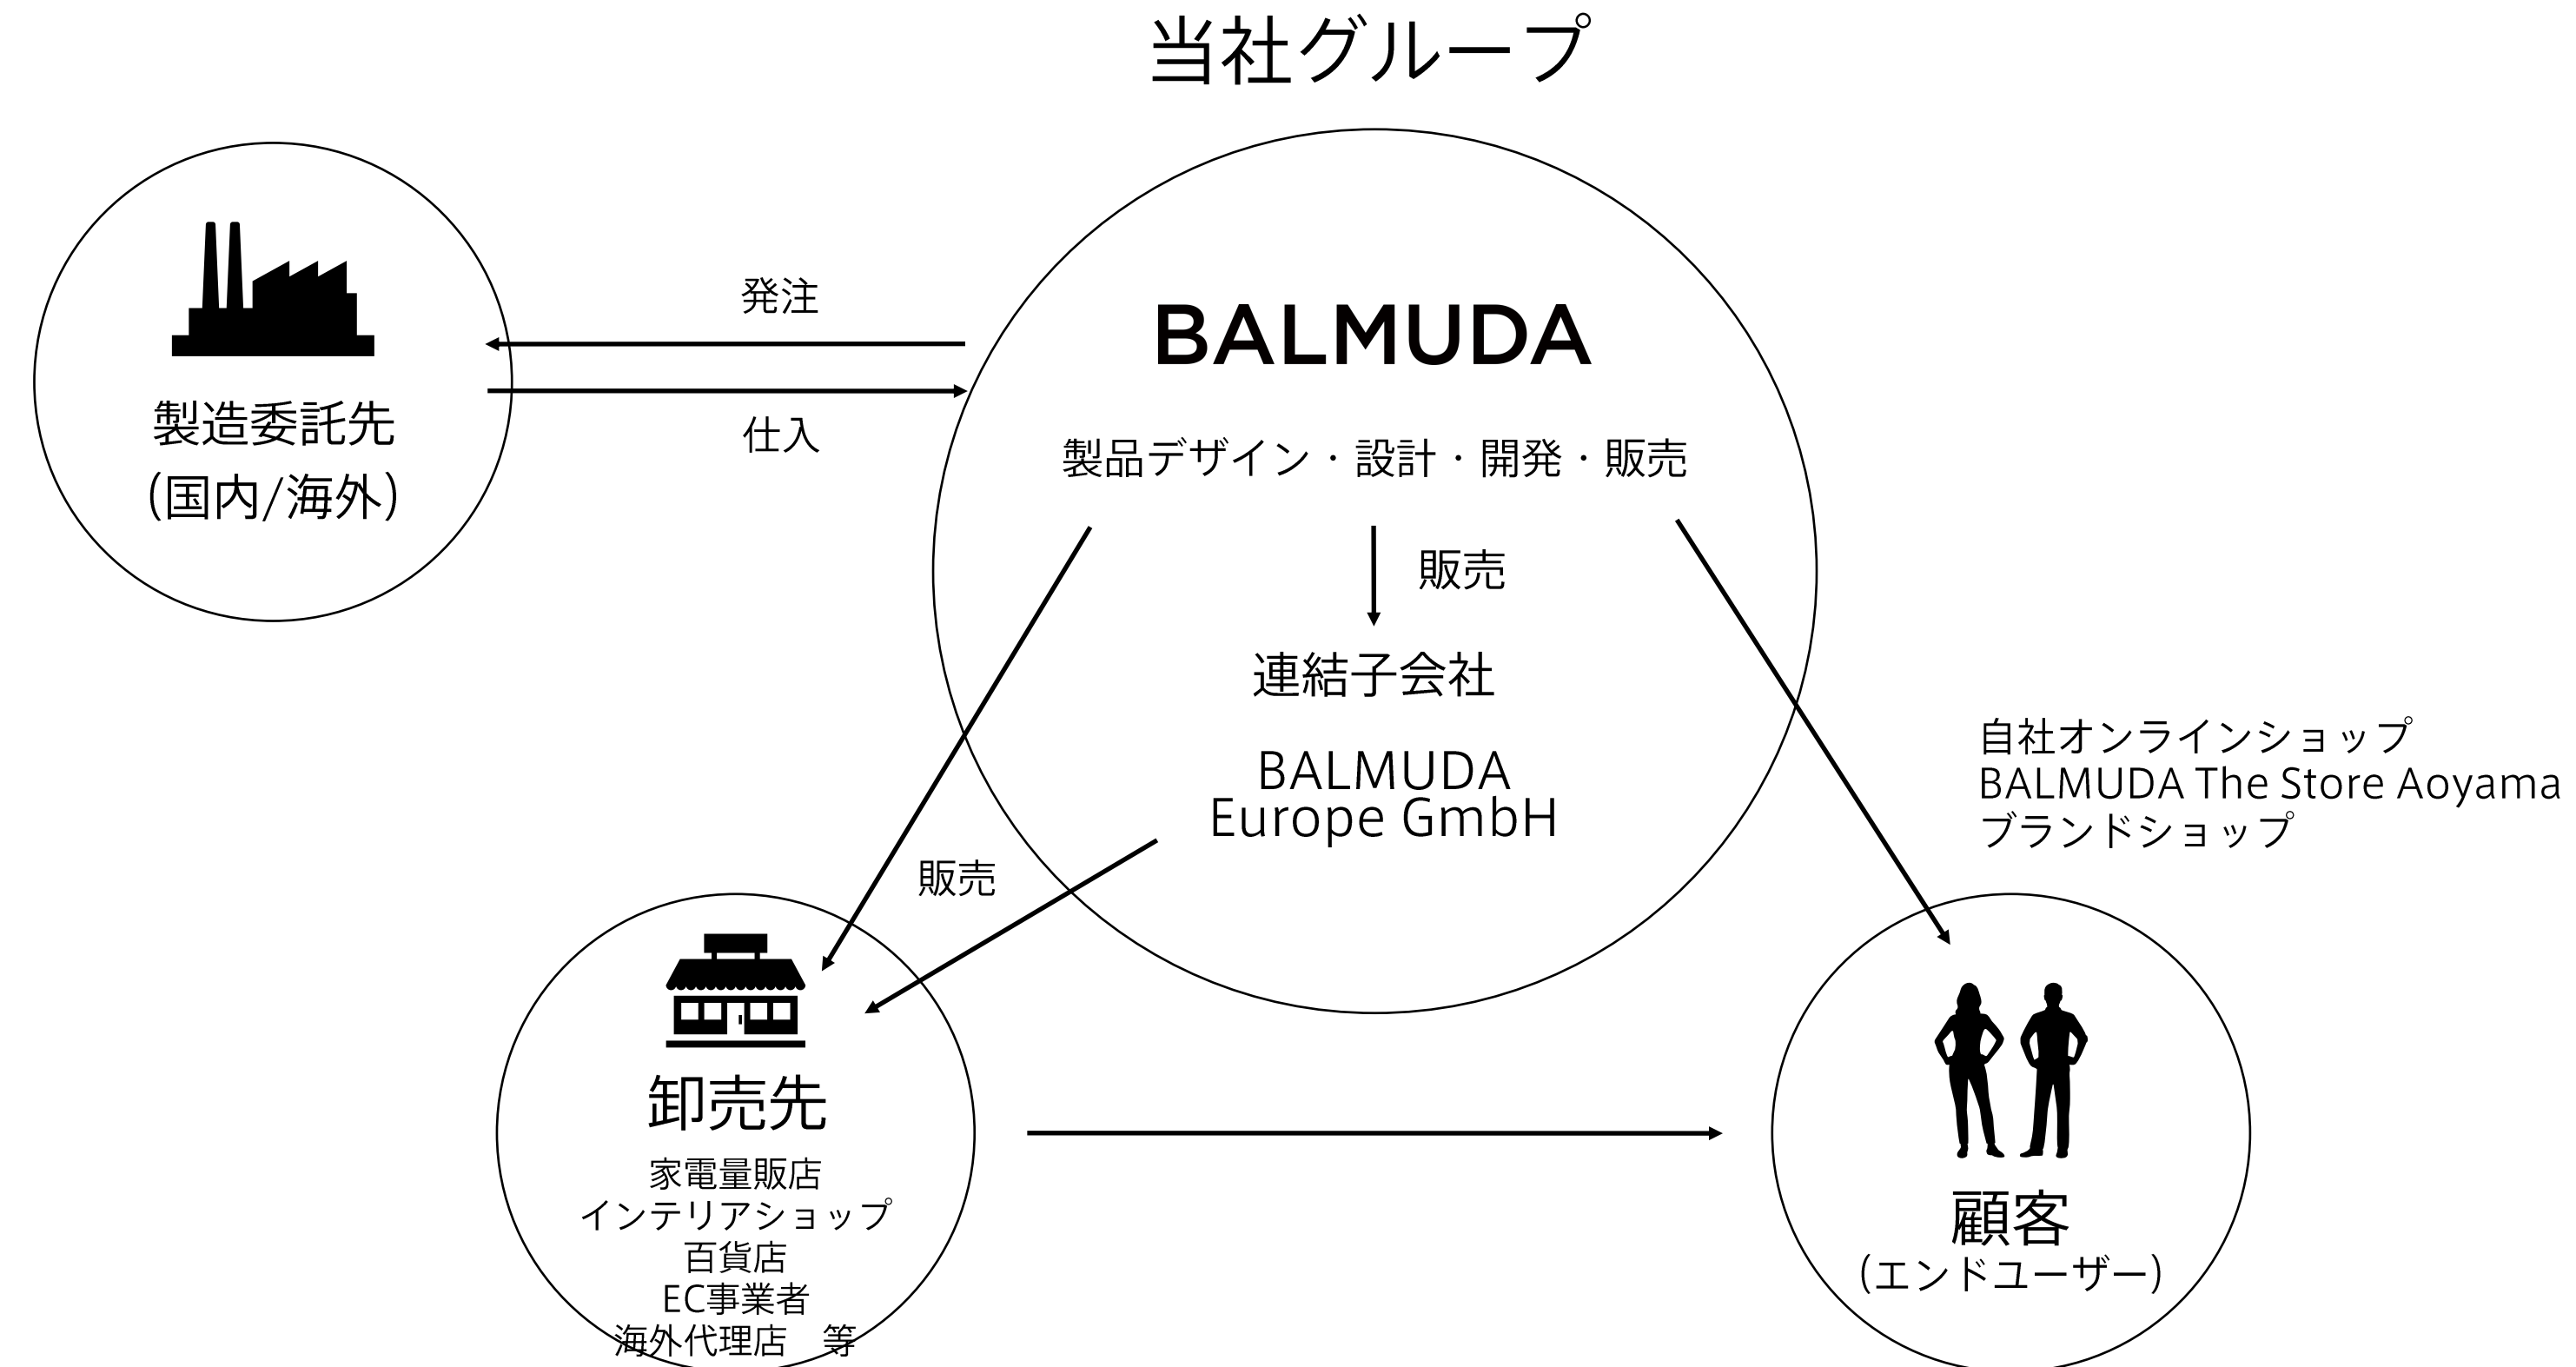 当社グループ
製造委託先
(国内/海外)
発注
仕入
BALMUDA
製品デザイン・設計・開発・販売
販売
連結子会社
BALMUDA
Europe GmbH
販売
自社オンラインショップ
BALMUDA The Store Aoyama
ブランドショップ
卸売先
家電量販店
インテリアショップ
百貨店
EC事業者
海外代理店　等
顧客
(エンドユーザー)